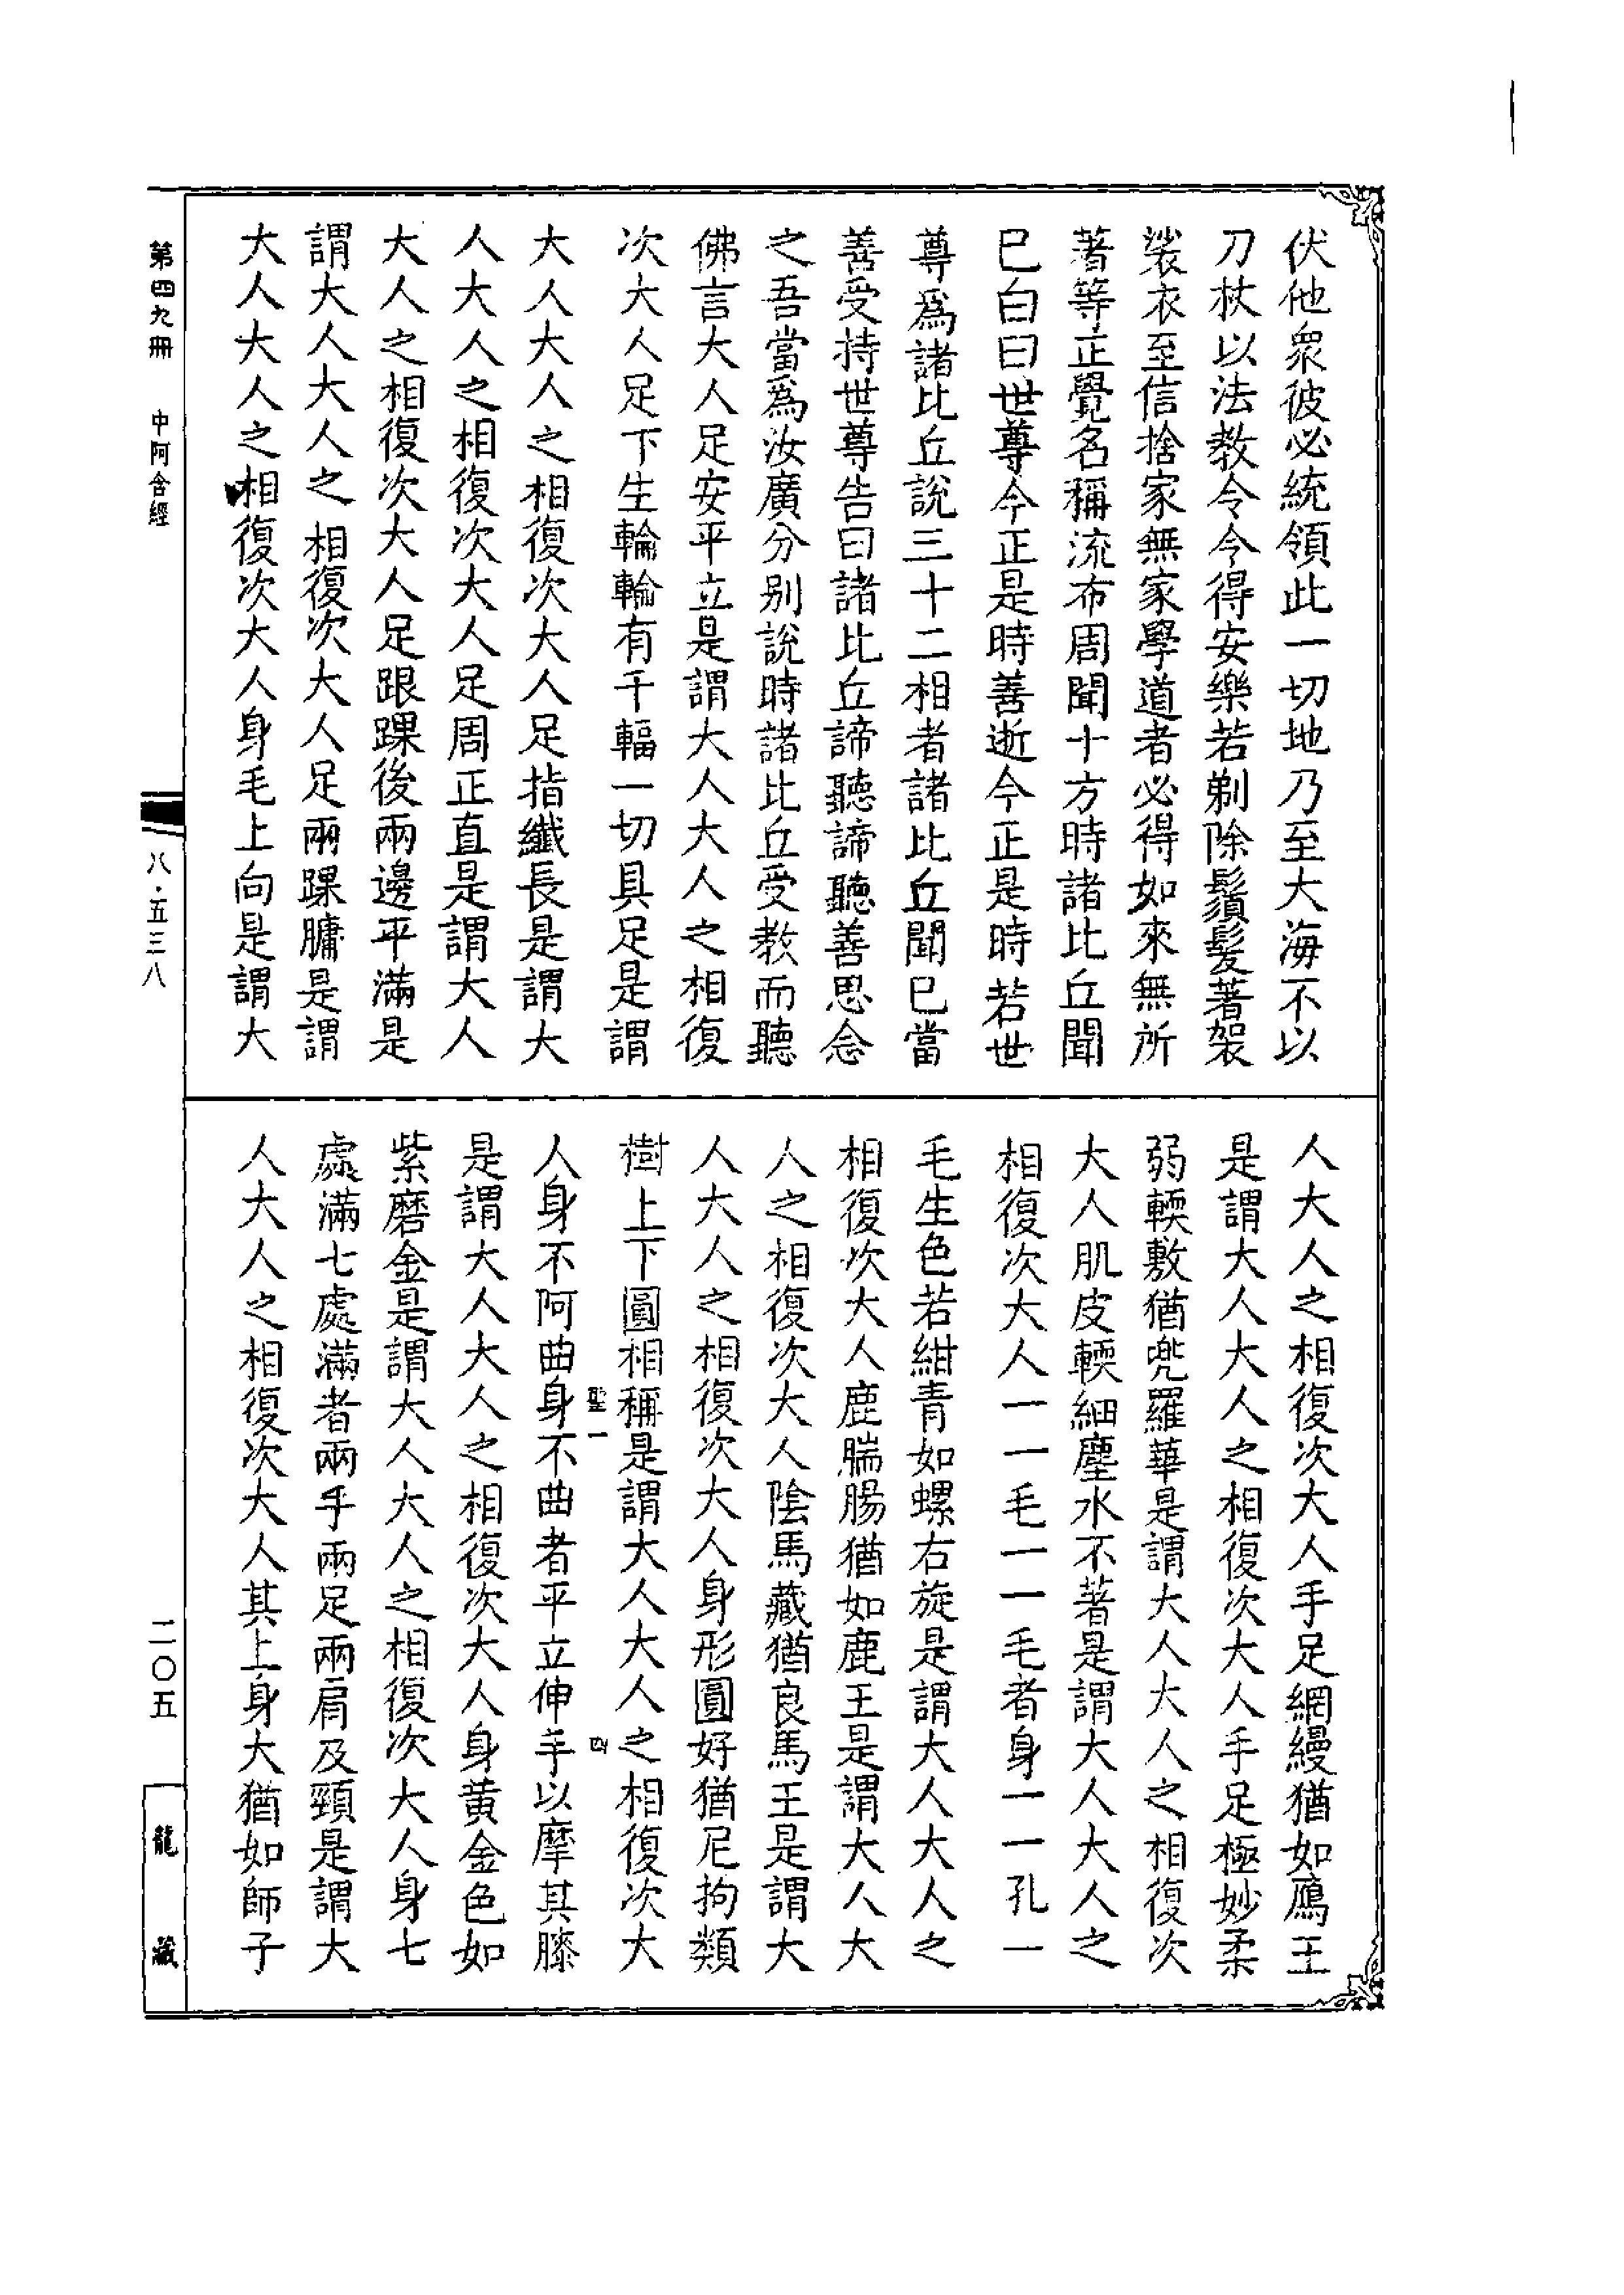 伏他衆彼必統領此一切地乃至大海不以
刀杖以法教令令得安樂若剃除鬚髮著袈
裟衣至信捨家無家學道者必得如來無所
著等正覺名稱流布周聞十方時諸比丘聞
已白曰世尊今正是時善逝今正是時若世
尊爲諸比丘說三十二相者諸比丘聞已當
善受持世尊告曰諸比丘諦聽諦聽善思念
之吾當爲汝廣分別說時諸比丘受教而聽
佛言大人足安平立是謂大人大人之相復
次大人足下生輪輪有千輻一切具足是謂
大人大人之相復次大人足指纖長是謂大
人大人之相復次大人足周正直是謂大人
大人之相復次大人足跟踝後兩邊平滿是
謂大人大人之相復次大人足兩踝𦟛是謂
大人大人之相復次大人身毛上向是謂大
人大人之相復次大人手足網縵猶如鴈王
是謂大人大人之相復次大人手足極妙柔
弱輭敷猶兜羅華是謂大人大人之相復次
大人肌皮輭細塵水不著是謂大人大人之
相復次大人一一毛一一毛者身一一孔一
毛生色若紺青如螺右旋是謂大人大人之
相復次大人鹿腨腸猶如鹿王是謂大人大
人之相復次大人陰馬藏猶良馬王是謂大
人大人之相復次大人身形圓好猶尼拘類
樹上下圓相稱是謂大人大人之相復次大
聖一
四
人身不阿曲身不曲者平立伸手以摩其膝
是謂大人大人之相復次大人身黃金色如
紫磨金是謂大人大人之相復次大人身七
處滿七處滿者兩手兩足兩肩及頸是謂大
人大人之相復次大人其上身大猶如師子
第四九冊 中阿含經
八·五三八
二〇五
龍藏